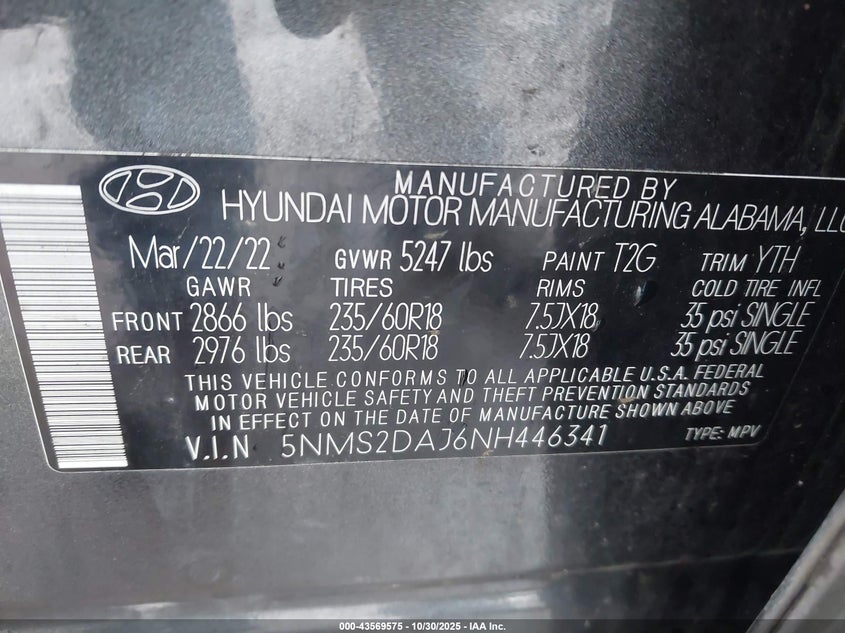 MANUFACTURED BY
HYUNDAI MOTOR MANUFACTURING ALABAMA, LLC
Mar/22/22 GVWR 5247 lbs PAINT T2G TRIM YTH
GAWR TIRES RIMS COLD TIRE INFL
FRONT 2866 lbs 235/60R18 7.5JX18 35 psi SINGLE
REAR 2976 lbs 235/60R18 7.5JX18 35 psi SINGLE
THIS VEHICLE CONFORMS TO ALL APPLICABLE U.S.A. FEDERAL
MOTOR VEHICLE SAFETY AND THEFT PREVENTION STANDARDS
IN EFFECT ON THE DATE OF MANUFACTURE SHOWN ABOVE
V.I.N 5NMS2DAJ6NH446341 TYPE: MPV
000-43569575 - 10/30/2025 - IAA Inc.